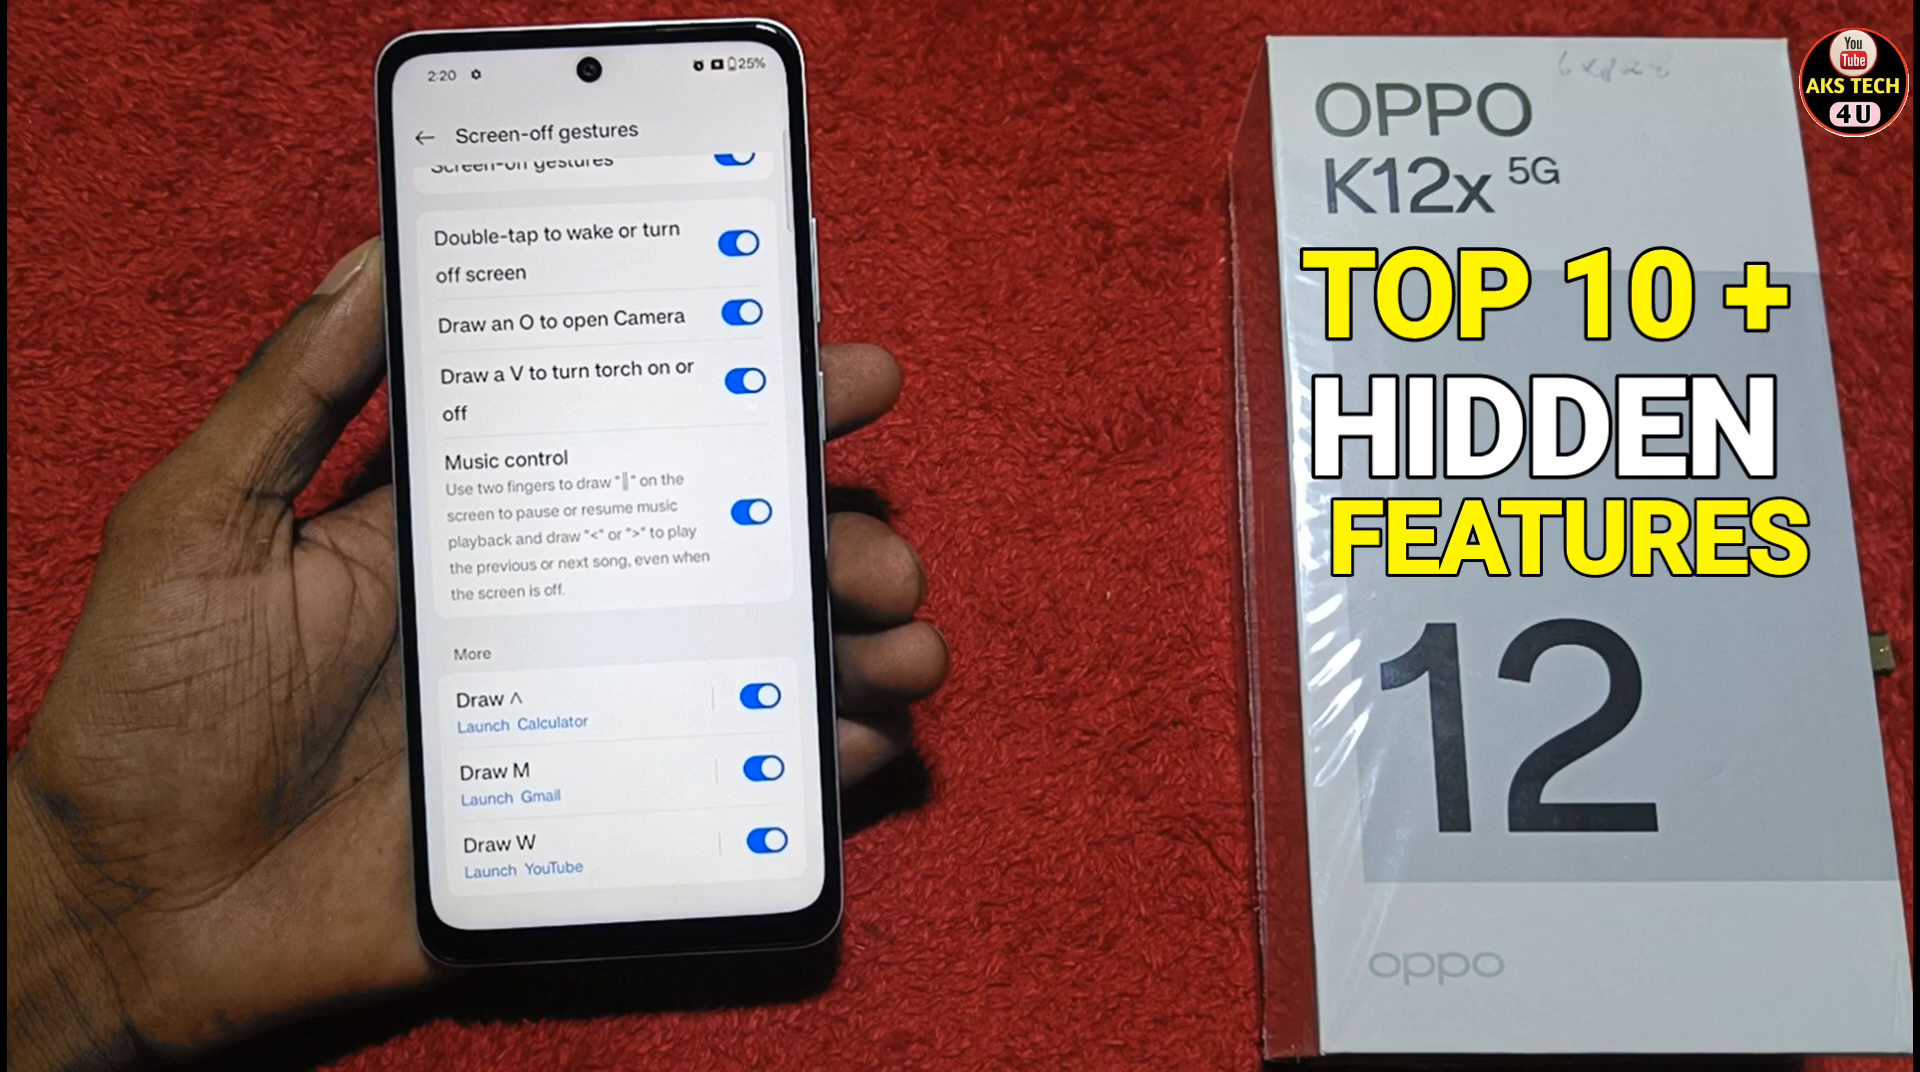 2:20
25%
Screen-off gestures
Screen-off gestures
Double-tap to wake or turn
off screen
Draw an O to open Camera
Draw a V to turn torch on or
off
Music control
Use two fingers to draw "||" on the
screen to pause or resume music
playback and draw "<" or ">" to play
the previous or next song, even when
the screen is off.
More
Draw ^
Launch Calculator
Draw M
Launch Gmail
Draw W
Launch YouTube
OPPO
K12x 5G
TOP 10 +
HIDDEN
FEATURES
12
oppo
You
Tube
AKS TECH
4 U